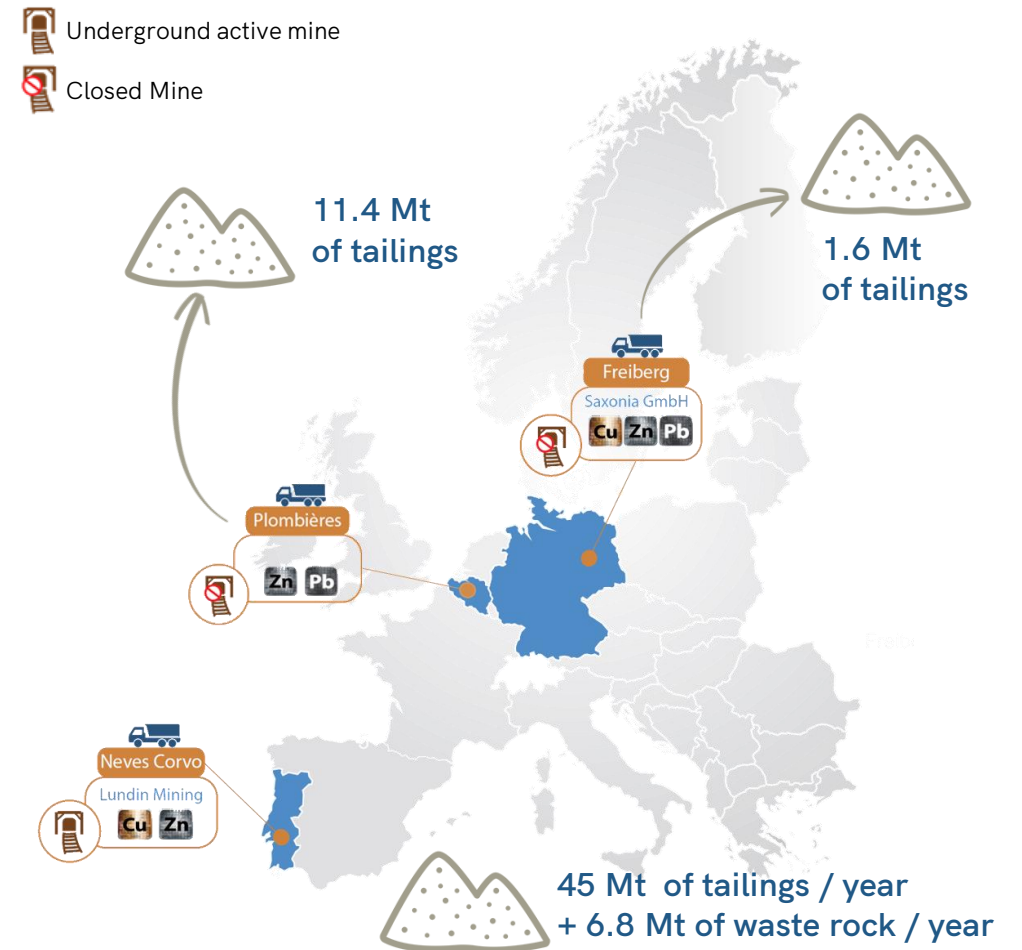 Underground active mine
Closed Mine
11.4 Mt
of tailings
1.6 Mt
of tailings
Freiberg
Saxonia GmbH
Cu Zn Pb
Plombières
Zn Pb
Neves Corvo
Lundin Mining
Cu Zn
45 Mt of tailings / year
+ 6.8 Mt of waste rock / year